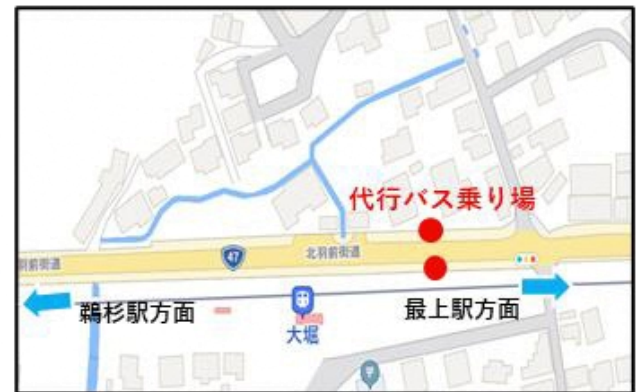 代行バス乗り場
47
北羽前街道
羽前街道
鵜杉駅方面
最上駅方面
大堀
〒